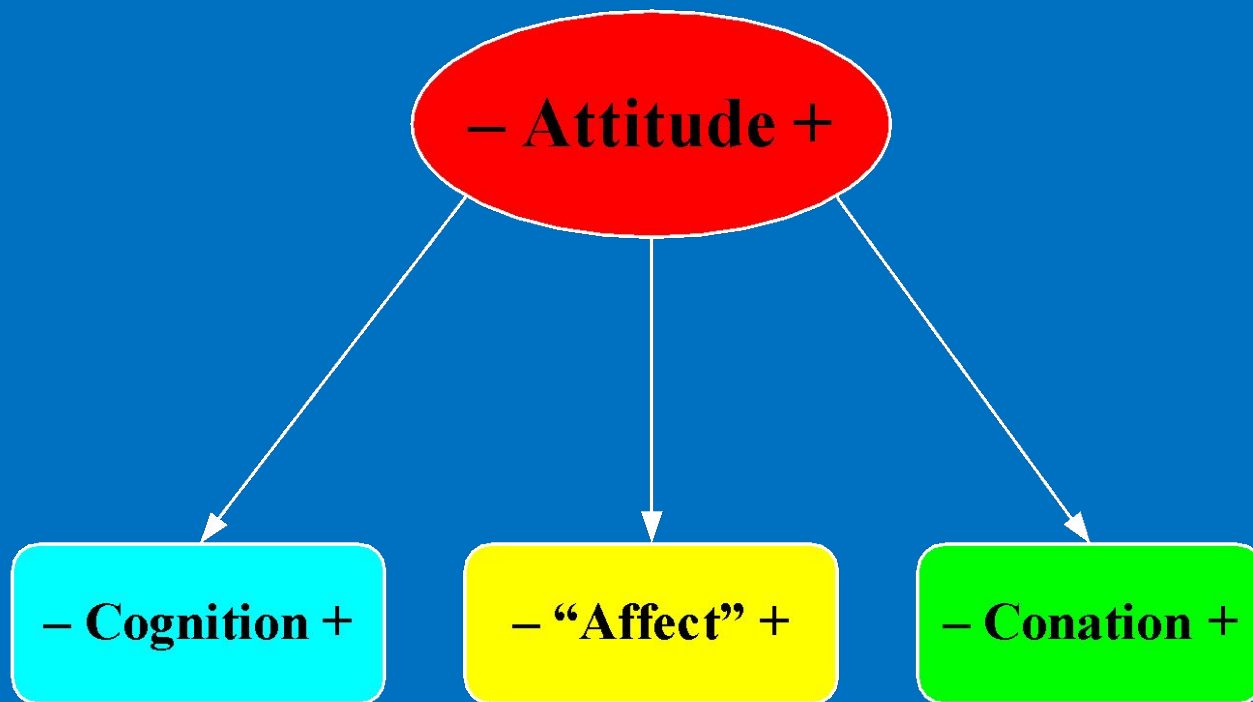 – Attitude +
– Cognition +
– “Affect” +
– Conation +